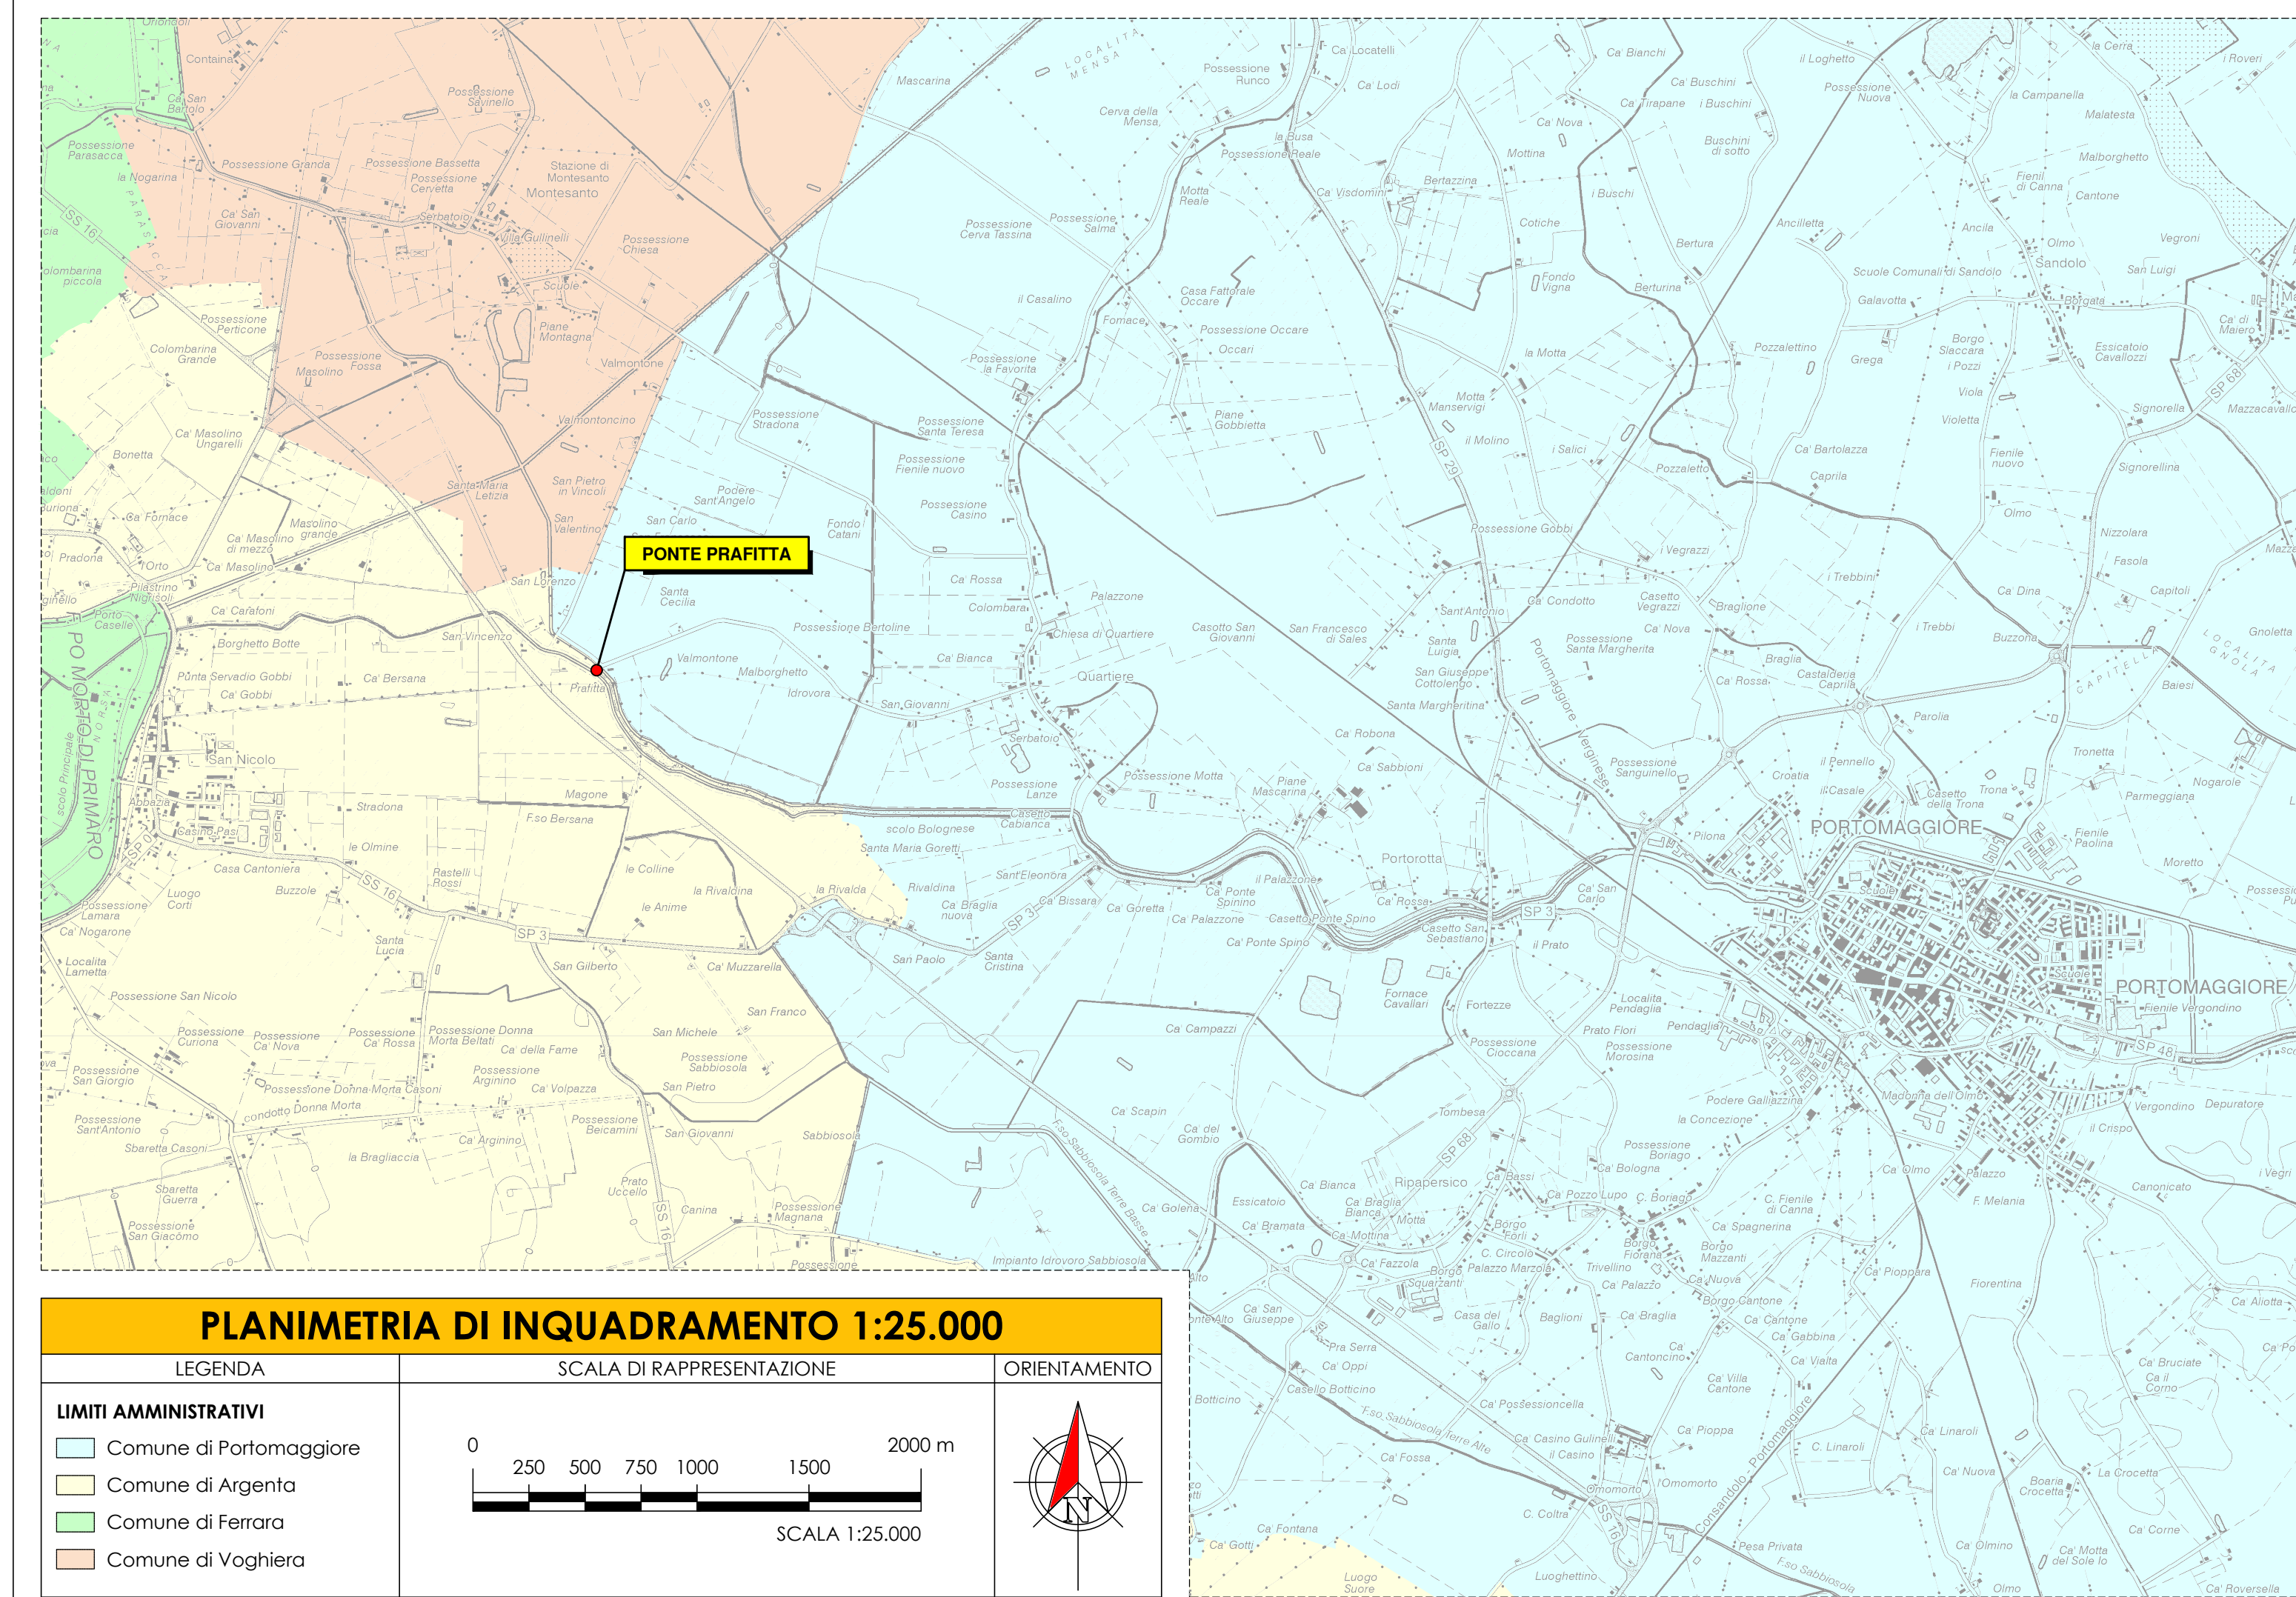 Containa
Ca' San
Bartolo
Possessione
Savinello
Possessione
Parasacca
la Nogarina
Possessione Granda
Possessione Bassetta
Possessione
Cervetta
Stazione di
Montesanto
Montesanto
Serbatoio
Ca' San
Giovanni
Villa Gullinelli
Possessione
Chiesa
PARASACCA
SS 16
olombarina
piccola
Scuole
Possessione
Perticone
Colombarina
Grande
Piane
Montagna
Possessione
Fossa
Masolino
Valmontone
Valmontoncino
Ca' Masolino
Ungarelli
Bonetta
Santa Maria
Letizia
San Pietro
in Vincoli
San
Valentino
Ca' Fornace
Masolino
grande
Ca' Masolino
di mezzo
Pradona
l'Orto
Ca' Masolino
San Lorenzo
Pilastrino
Nigrisoli
Porto
Caselle
Ca' Carafoni
Borghetto Botte
San Vincenzo
Punta Servadio Gobbi
Ca' Gobbi
Ca' Bersana
Prafitta
F. PO MORTO DI PRIMARO
NORSA
scolo Principale
San Nicolo
Abbazia
Casino Pasi
Stradona
Magone
F.so Bersana
le Olmine
Casa Cantoniera
Buzzole
SS 16
Rastelli
Rossi
le Colline
la Rivaldina
la Rivalda
le Anime
Luogo
Corti
Possessione
Lamara
Ca' Nogarone
Santa
Lucia
SP 3
San Gilberto
Ca' Muzzarella
Localita
Lametta
Possessione San Nicolo
San Franco
San Michele
Possessione
Curiona
Possessione
Ca' Nova
Possessione
Ca' Rossa
Possessione Donna
Morta Beltati
Ca' della Fame
Possessione
Sabbiosola
Possessione
San Giorgio
Possessione
Arginino
Ca' Volpazza
San Pietro
Possessione Donna Morta Casoni
condotto Donna Morta
Possessione
Sant'Antonio
Possessione
Beicamini
San Giovanni
Sabbiosola
Sbaretta Casoni
Ca' Arginino
la Bragliaccia
Sbaretta
Guerra
Prato
Uccello
Canina
Possessione
Magnana
Possessione
San Giacomo
SS 16
Possessione
Impianto Idrovoro Sabbiosola
Mascarina
LOCALITA
MENSA
Cerva della
Mensa
Possessione
Runco
Ca' Locatelli
Ca' Lodi
la Busa
Possessione Reale
Motta
Reale
Ca' Visdomini
Bertazzina
Possessione
Cerva Tassina
Possessione
Salma
il Casalino
Casa Fattorale
Occare
Fornace
Possessione Occare
Occari
Possessione
la Favorita
Possessione
Stradona
Possessione
Santa Teresa
Piane
Gobbietta
Possessione
Fienile nuovo
Podere
Sant'Angelo
San Carlo
Fondo
Catani
Possessione
Casino
PONTE PRAFITTA
Santa
Cecilia
Ca' Rossa
Colombara
Palazzone
Possessione Bertoline
Chiesa di Quartiere
Casotto San
Giovanni
San Francesco
di Sales
Valmontone
Malborghetto
Idrovora
Ca' Bianca
Quartiere
San Giovanni
Serbatoio
Possessione
Lanze
Possessione Motta
Piane
Mascarina
Ca' Robona
Ca' Sabbioni
Casetto
Cabianca
scolo Bolognese
Santa Maria Goretti
Portorotta
Rivaldina
Sant'Eleonora
il Palazzone
Ca' Braglia
nuova
SP 3
Ca' Bissara
Ca' Goretta
Ca' Ponte
Spinino
Ca' Palazzone
Casetto Ponte Spino
Ca' Rossa
Ca' Ponte Spino
Casetto San
Sebastiano
San Paolo
Santa
Cristina
Fornace
Cavallari
Fortezze
Ca' Campazzi
Possessione
Cioccana
Ca' Scapin
Ca' del
Gombio
Tombesa
F.so Sabbiosola Terre Basse
SP 68
Ca' Bianchi
Ca' Buschini
Ca' Tirapane
i Buschini
il Loghetto
Possessione
Nuova
la Cerra
i Roveri
la Campanella
Malatesta
Ca' Nova
Mottina
Buschini
di sotto
Malborghetto
i Buschi
Fienil
di Canna
Cantone
Cotiche
Bertura
Ancilletta
Ancila
Olmo
Vegroni
Fondo
Vigna
Berturina
Scuole Comunali di Sandolo
Sandolo
San Luigi
Galavotta
Borgata
Ca' di
Maiero
la Motta
Pozzalettino
Grega
Borgo
Slaccara
Essicatoio
Cavallozzi
i Pozzi
SP 68
Motta
Manservigi
Viola
Signorella
Mazzacavallo
Violetta
il Molino
i Salici
Ca' Bartolazza
Fienile
nuovo
SP 29
Pozzaletto
Caprila
Signorellina
Possessione Gobbi
Olmo
Nizzolara
i Vegrazzi
Fasola
i Trebbini
Ca' Dina
Capitoli
Ca' Condotto
Casetto
Vegrazzi
Braglione
Sant'Antonio
Ca' Nova
i Trebbi
Buzzona
LOCALITA
GNOLA
Gnoletta
Santa
Luigia
Possessione
Santa Margherita
Braglia
San Giuseppe
Cottolengo
Castalderia
Caprila
Ca' Rossa
CAPITELLI
Baiesi
Santa Margheritina
Portomaggiore - Verginese
Parolia
Tronetta
Possessione
Sanguinello
il Pennello
Croatia
Nogarole
il Casale
Casetto
della Trona
Trona
Parmeggiana
PORTOMAGGIORE
Pilona
Fienile
Paolina
Moretto
Scuole
Ca' San
Carlo
SP 3
il Prato
Scuole
PORTOMAGGIORE
Fienile Vergondino
Localita
Pendaglia
Prato Fiori
Pendaglia
Possessione
Morosina
SP 48
Podere Galliazzina
Madonna dell'Olmo
la Concezione
Vergondino
Depuratore
il Crispo
Possessione
Boriago
Ca' Bologna
Ca' Olmo
Palazzo
i Vegri
Ripapersico
Ca' Bassi
Ca' Bianca
Essicatoio
Ca' Golena
Ca' Braglia
Bianca
Motta
Ca' Pozzo Lupo
C. Boriago
C. Fienile
di Canna
F. Melania
Canonicato
Ca' Bramata
Ca' Mottina
Borgo
Forli
Ca' Spagnerina
C. Circolo
Borgo
Fiorana
Borgo
Mazzanti
Ca' Fazzola
Borgo
Squarzanti
Palazzo Marzola
Trivellino
Ca' Palazzo
Ca' Nuova
Ca' Pioppara
Fiorentina
Alto
Ca' San
Giuseppe
Casa del
Gallo
Baglioni
Ca' Braglia
Borgo Cantone
Ca' Cantone
Ca' Aliotta
Pra Serra
Ca' Gabbina
Ca' Oppi
Ca'
Cantoncino
Ca' Vialta
Ca' Bruciate
Casello Botticino
Ca' Villa
Cantone
Ca il
Corno
Botticino
F.so Sabbiosola Terre Alte
Ca' Possessioncella
Ca' Casino Gulinelli
il Casino
Ca' Pioppa
Ca' Linaroli
C. Linaroli
Ca' Fossa
Consandolo - Portomaggiore
l'Omomorto
Omomorto
Ca' Nuova
Boaria
Crocetta
La Crocetta
C. Coltra
SS 16
Ca' Fontana
Ca' Gotti
Pesa Privata
Ca' Olmino
Ca' Motta
del Sole Io
Ca' Corne
Luogo
Suore
Luoghettino
F.so Sabbiosola
Olmo
Ca' Roversella
PLANIMETRIA DI INQUADRAMENTO 1:25.000
LEGENDA
SCALA DI RAPPRESENTAZIONE
ORIENTAMENTO
LIMITI AMMINISTRATIVI
Comune di Portomaggiore
Comune di Argenta
Comune di Ferrara
Comune di Voghiera
0
2000 m
250 500 750 1000 1500
SCALA 1:25.000
N